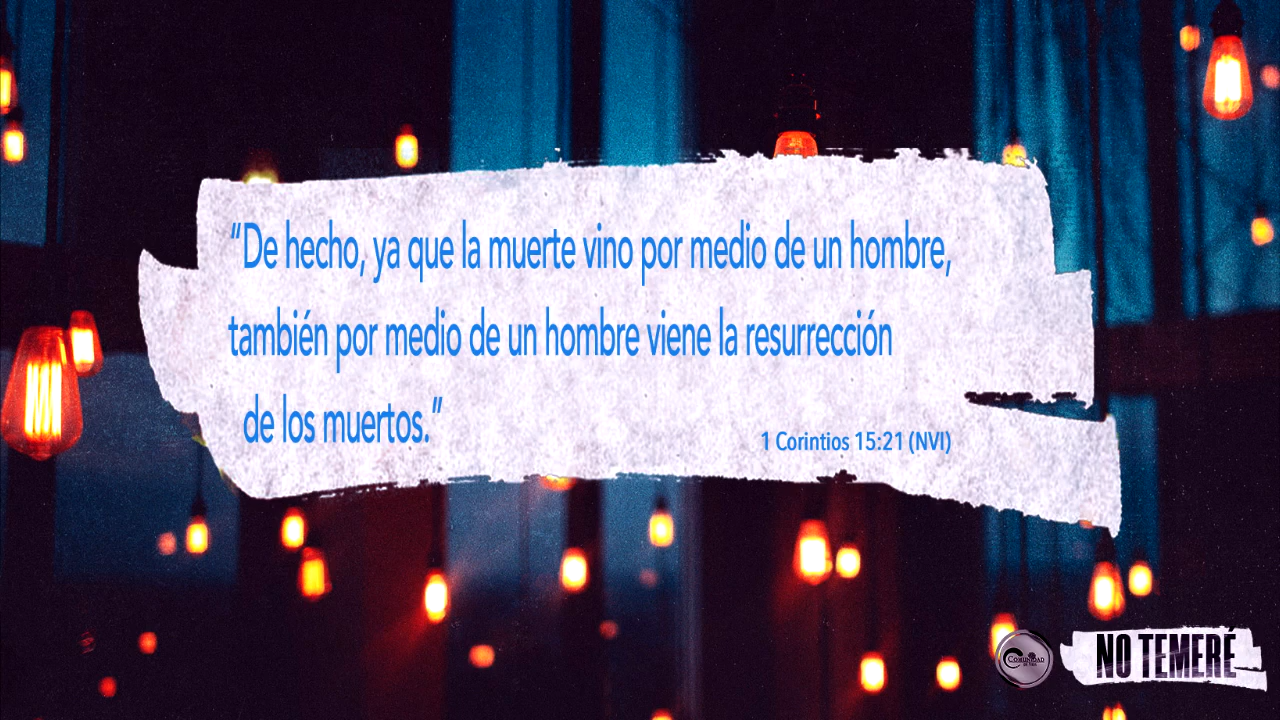 “De hecho, ya que la muerte vino por medio de un hombre,
también por medio de un hombre viene la resurrección
de los muertos.”
1 Corintios 15:21 (NVI)
COMUNIDAD
NO TEMERÉ